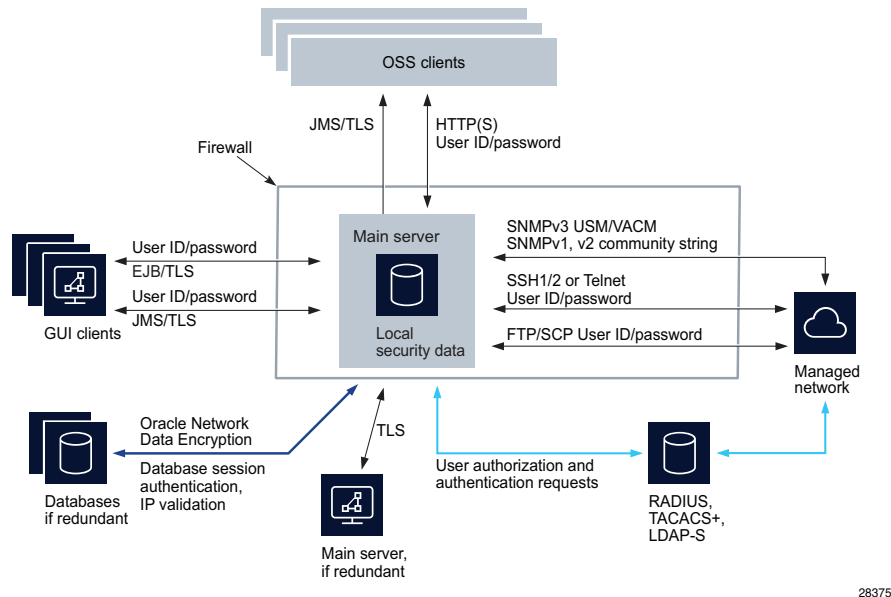 OSS clients
JMS/TLS
HTTP(S)
User ID/password
Firewall
Main server
Local
security data
SNMPv3 USM/VACM
SNMPv1, v2 community string
SSH1/2 or Telnet
User ID/password
FTP/SCP User ID/password
User ID/password
EJB/TLS
User ID/password
JMS/TLS
GUI clients
Managed
network
Oracle Network
Data Encryption
Database session
authentication,
IP validation
Databases
if redundant
TLS
Main server,
if redundant
User authorization and
authentication requests
RADIUS,
TACACS+,
LDAP-S
28375